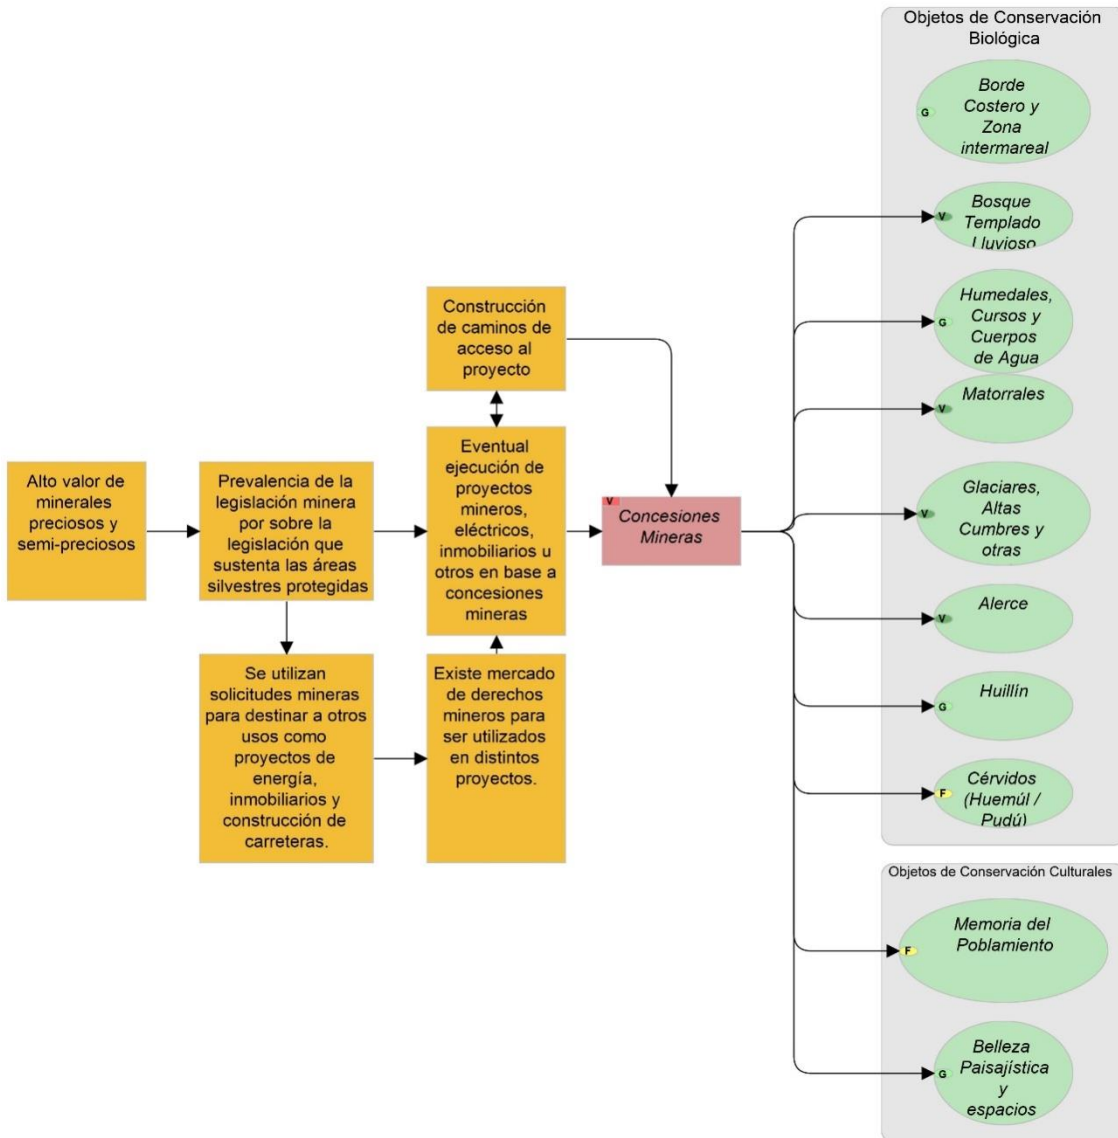 Objetos de Conservación
Biológica
Borde
Costero y
Zona
intermareal
G
Bosque
Templado
Lluvioso
V
Humedales,
Cursos y
Cuerpos
de Agua
G
Matorrales
V
Glaciares,
Altas
Cumbres y
otras
V
Alerce
V
Huillín
G
Cérvidos
(Huemúl /
Pudú)
F
Objetos de Conservación Culturales
Memoria del
Poblamiento
F
Belleza
Paisajística
y
espacios
G
Construcción
de caminos de
acceso al
proyecto
Alto valor de
minerales
preciosos y
semi-preciosos
Prevalencia de la
legislación minera
por sobre la
legislación que
sustenta las áreas
silvestres protegidas
Eventual
ejecución de
proyectos
mineros,
eléctricos,
inmobiliarios u
otros en base a
concesiones
mineras
V
Concesiones
Mineras
Se utilizan
solicitudes mineras
para destinar a otros
usos como
proyectos de
energía,
inmobiliarios y
construcción de
carreteras.
Existe mercado
de derechos
mineros para
ser utilizados
en distintos
proyectos.